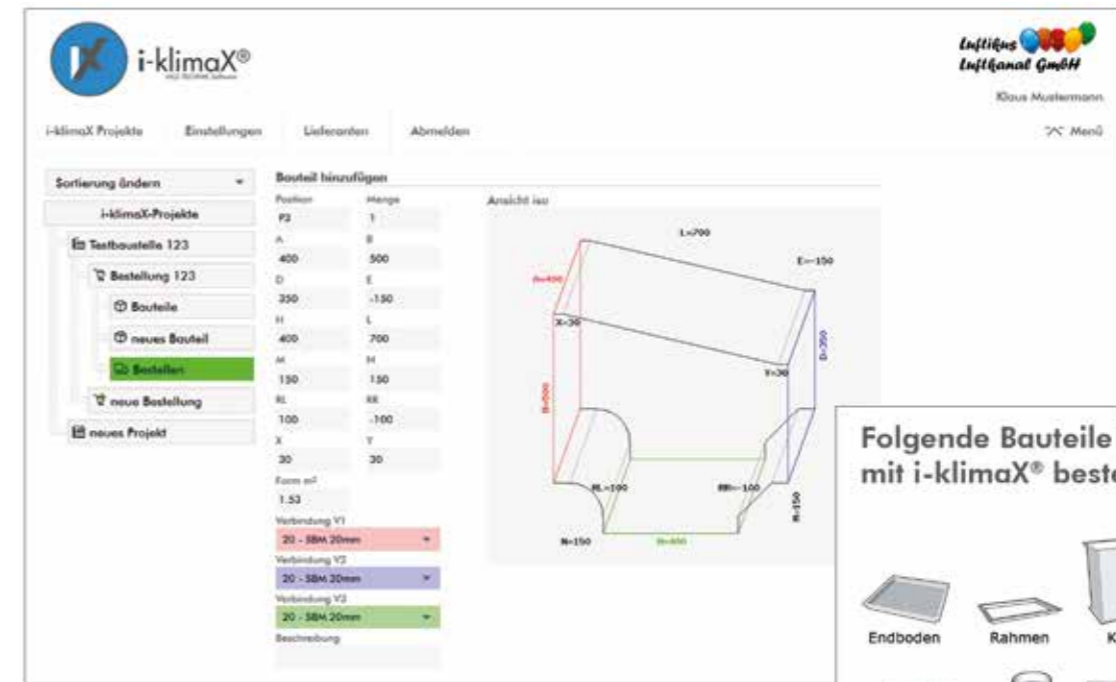 i-klimaX®
Luftikus
Luftkanal GmbH
Klaus Mustermann
i-klimaX Projekte Einstellungen Lieferanten Abmelden Menü
Sortierung ändern
i-klimaX-Projekte
Testbaustelle 123
Bestellung 123
Bauteile
neues Bauteil
Bestellen
neue Bestellung
neues Projekt
Bauteil hinzufügen
Position Menge
P3 1
A B
400 500
D E
350 -150
H L
400 700
M N
150 150
RL RR
100 -100
X Y
30 30
Form m²
1.53
Verbindung V1
20 - SBM 20mm
Verbindung V2
20 - SBM 20mm
Verbindung V3
20 - SBM 20mm
Beschreibung
Ansicht iso
L=700
E=-150
A=400
X=30
D=350
Y=30
B=500
RL=100
RR=-100
N=150
H=400
Folgende Bauteile
mit i-klimaX®
Endboden Rahmen